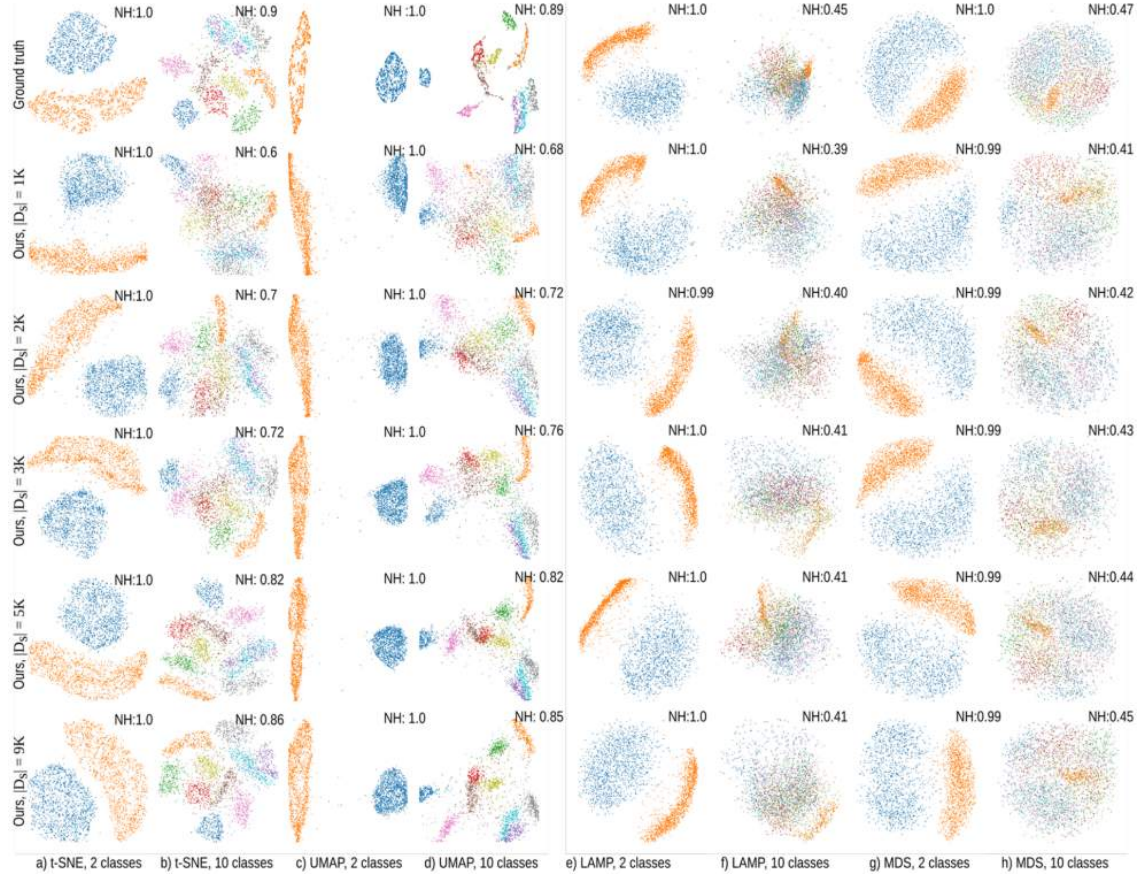 Ground truth
NH:1.0 NH: 0.9 NH :1.0 NH: 0.89 NH:1.0 NH:0.45 NH:1.0 NH:0.47
Ours, |DS| = 1K
NH:1.0 NH: 0.6 NH: 1.0 NH:0.68 NH:1.0 NH:0.39 NH:0.99 NH:0.41
Ours, |DS| = 2K
NH:1.0 NH: 0.7 NH: 1.0 NH:0.72 NH:0.99 NH:0.40 NH:0.99 NH:0.42
Ours, |DS| = 3K
NH:1.0 NH: 0.72 NH: 1.0 NH:0.76 NH:1.0 NH:0.41 NH:0.99 NH:0.43
Ours, |DS| = 5K
NH:1.0 NH: 0.82 NH: 1.0 NH:0.82 NH:1.0 NH:0.41 NH:0.99 NH:0.44
Ours, |DS| = 9K
NH:1.0 NH: 0.86 NH: 1.0 NH:0.85 NH:1.0 NH:0.41 NH:0.99 NH:0.45
a) t-SNE, 2 classes b) t-SNE, 10 classes c) UMAP, 2 classes d) UMAP, 10 classes e) LAMP, 2 classes f) LAMP, 10 classes g) MDS, 2 classes h) MDS, 10 classes